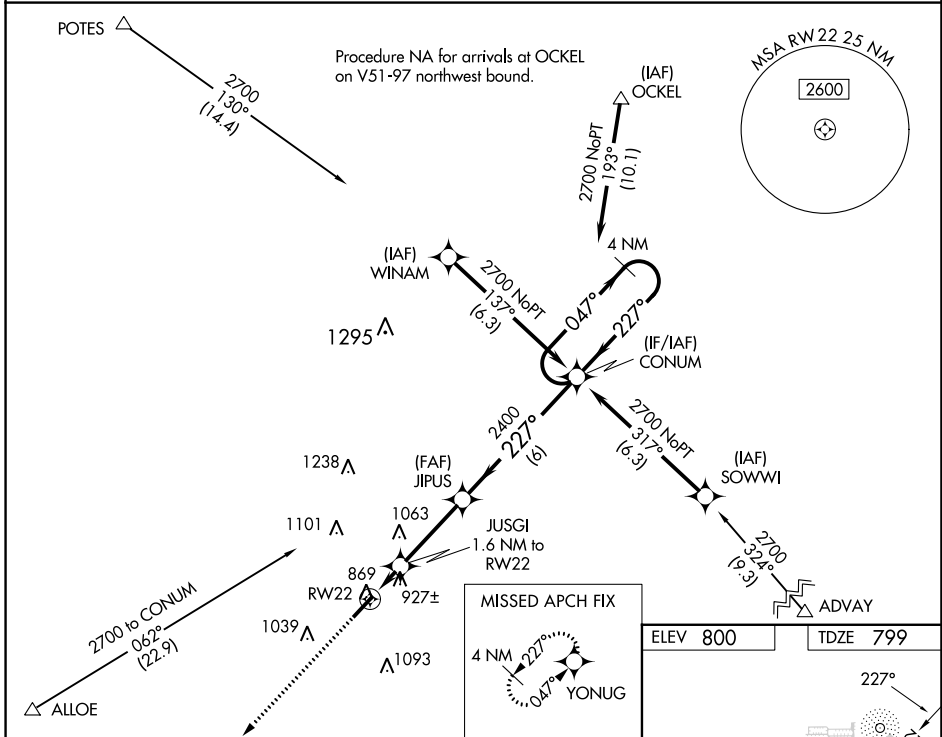 POTES
2700
130°
(14.4)
Procedure NA for arrivals at OCKEL
on V51-97 northwest bound.
(IAF)
OCKEL
2700 NoPT
193°
(10.1)
MSA RW 22 25 NM
2600
4 NM
(IAF)
WINAM
2700 NoPT
137°
(6.3)
047°
227°
1295
(IF/IAF)
CONUM
2400
227°
(6)
2700 NoPT
317°
(6.3)
(IAF)
SOWWI
1238
(FAF)
JIPUS
1101
1063
JUSGI
1.6 NM to
RW22
2700
324°
(9.3)
ADVAY
869
RW22
927±
2700 to CONUM
062°
(22.9)
1039
1093
ALLOE
MISSED APCH FIX
4 NM
227°
047°
YONUG
ELEV 800
TDZE 799
227°